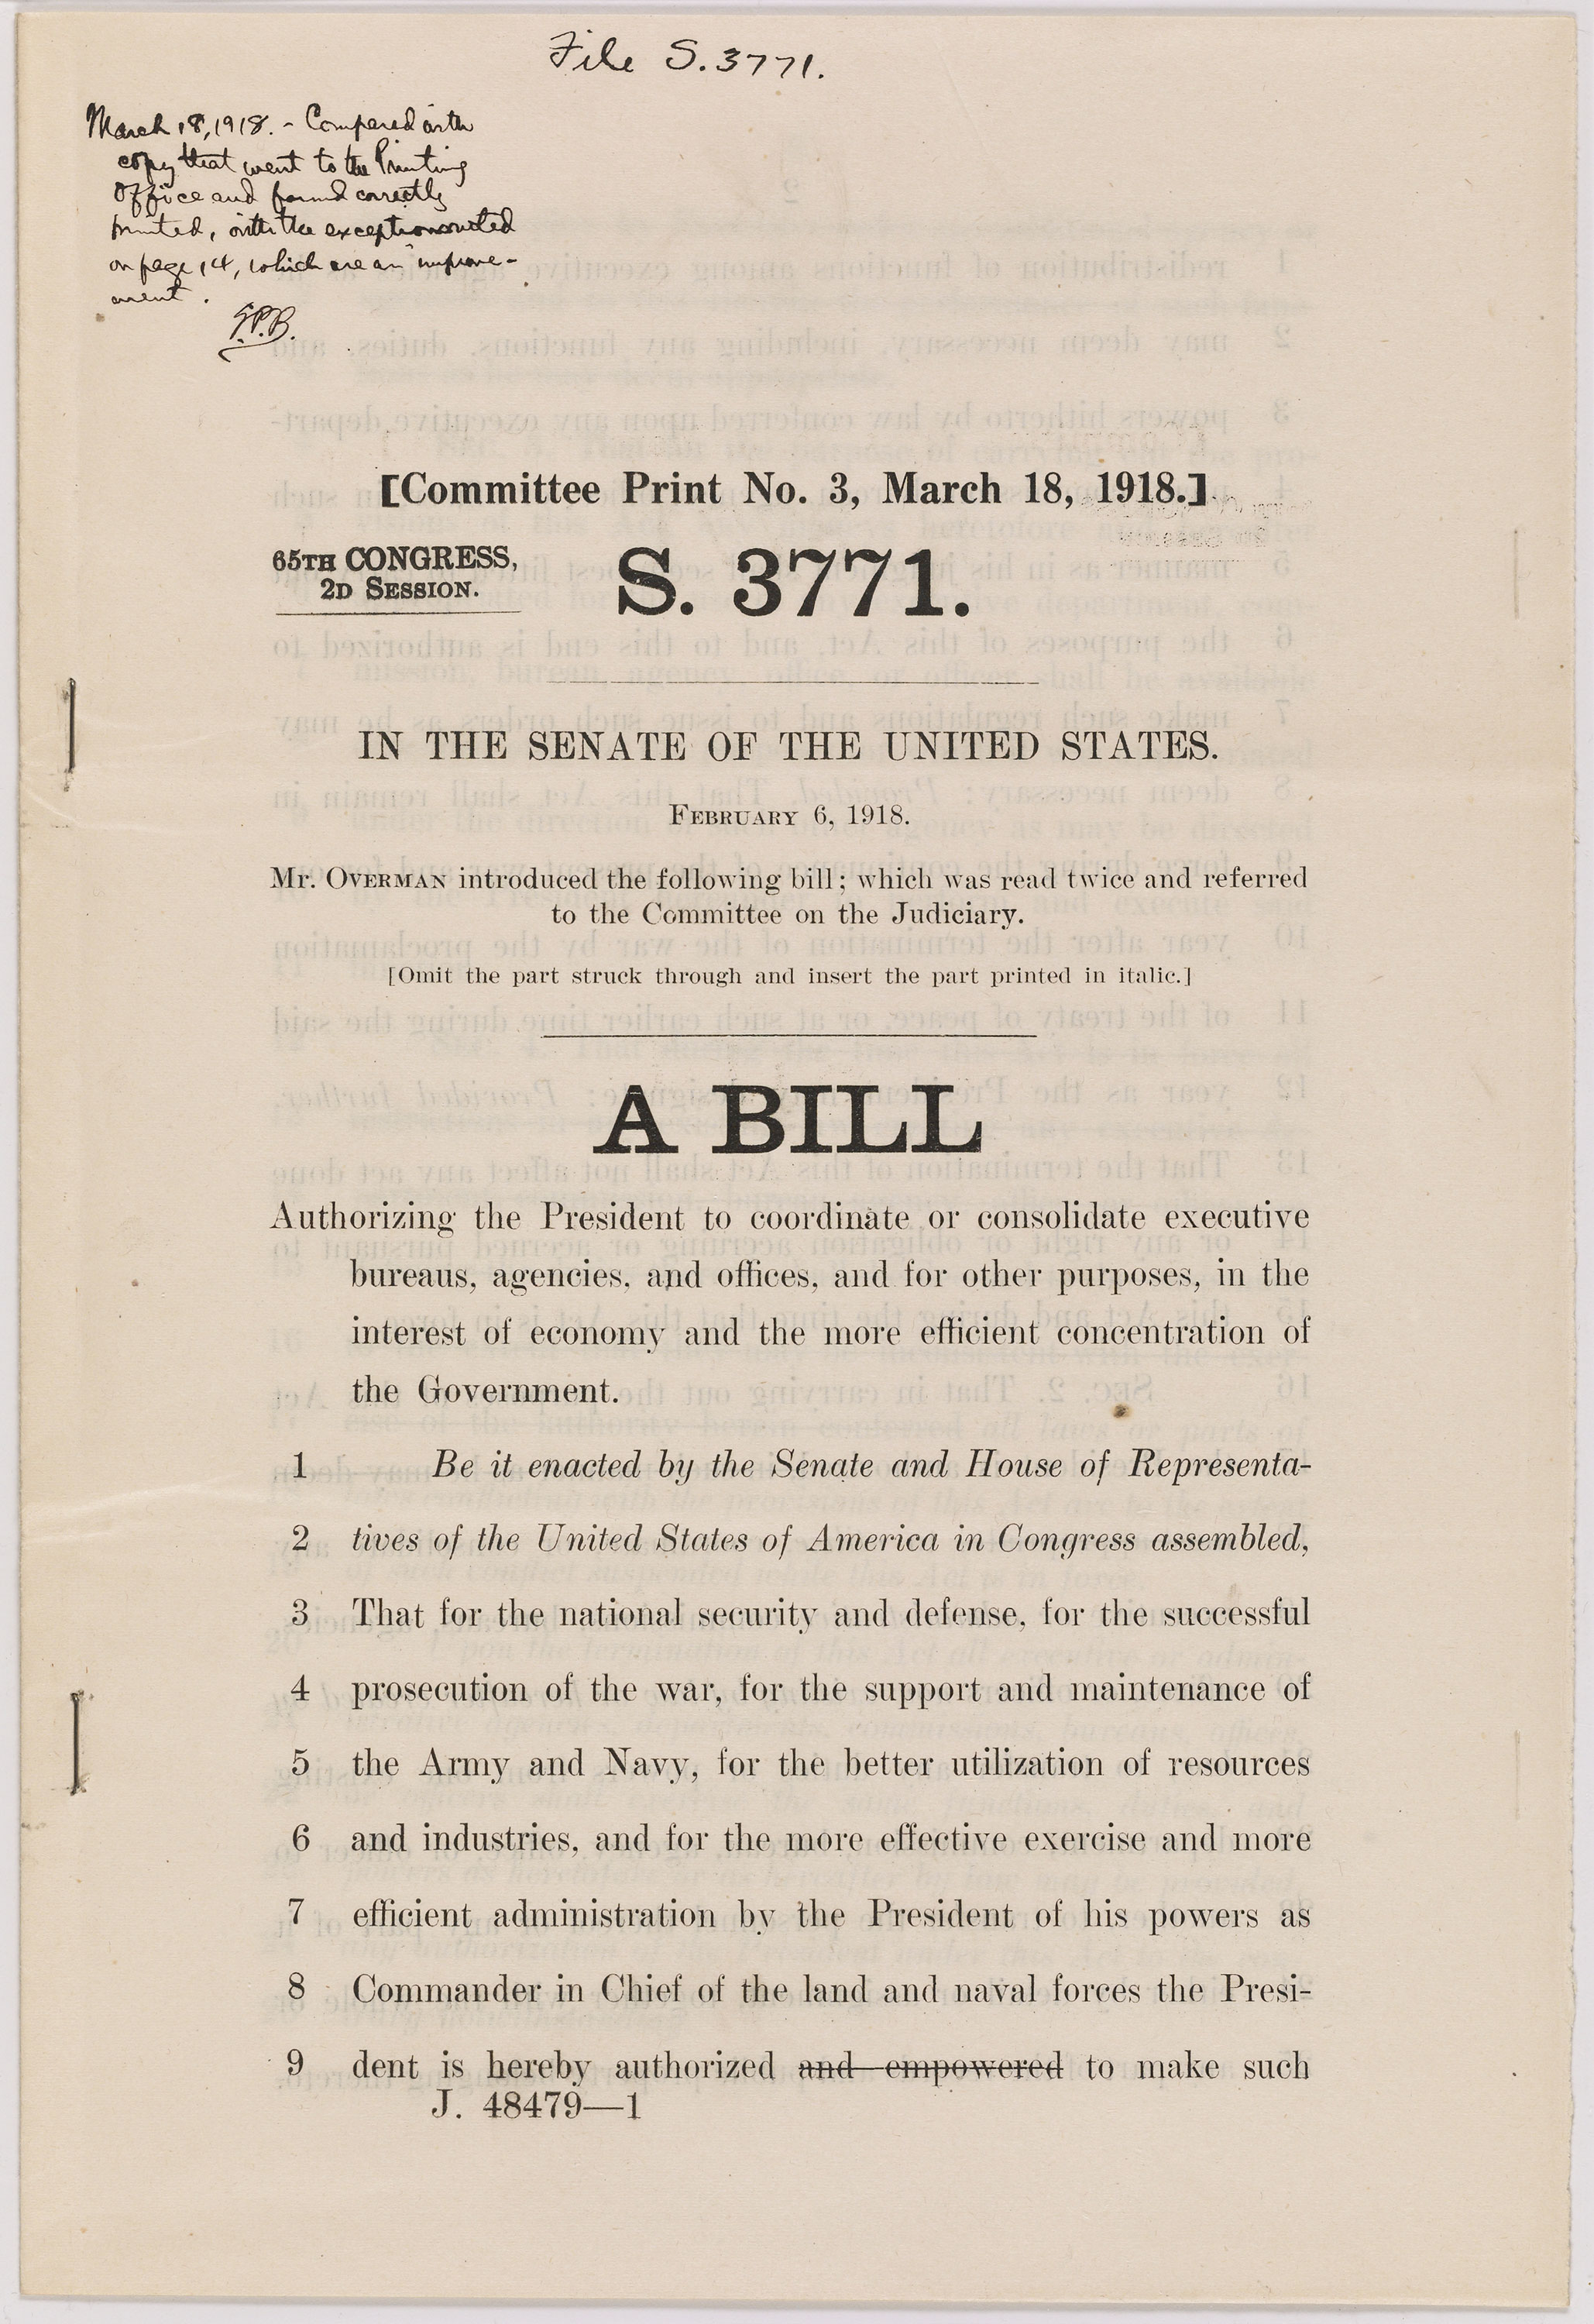 File S. 3771.
March 18, 1918. - Compared with
copy that went to the Printing
Office and found correctly
printed, with the exceptions noted
on page 14, which are an improve-
ment.
[Committee Print No. 3, March 18, 1918.]
65TH CONGRESS,
2D SESSION.
S. 3771.
IN THE SENATE OF THE UNITED STATES.
FEBRUARY 6, 1918.
Mr. OVERMAN introduced the following bill; which was read twice and referred
to the Committee on the Judiciary.
[Omit the part struck through and insert the part printed in italic.]
A BILL
Authorizing the President to coordinate or consolidate executive
bureaus, agencies, and offices, and for other purposes, in the
interest of economy and the more efficient concentration of
the Government.
1 Be it enacted by the Senate and House of Representa-
2 tives of the United States of America in Congress assembled,
3 That for the national security and defense, for the successful
4 prosecution of the war, for the support and maintenance of
5 the Army and Navy, for the better utilization of resources
6 and industries, and for the more effective exercise and more
7 efficient administration by the President of his powers as
8 Commander in Chief of the land and naval forces the Presi-
9 dent is hereby authorized and empowered to make such
J. 48479—1